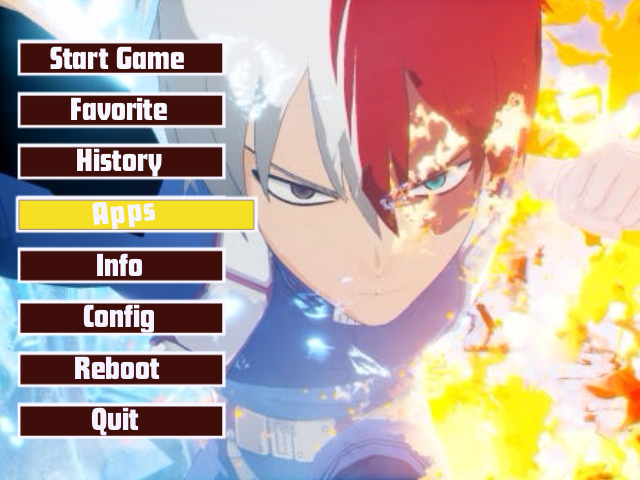 Start Game
Favorite
History
Apps
Info
Config
Reboot
Quit